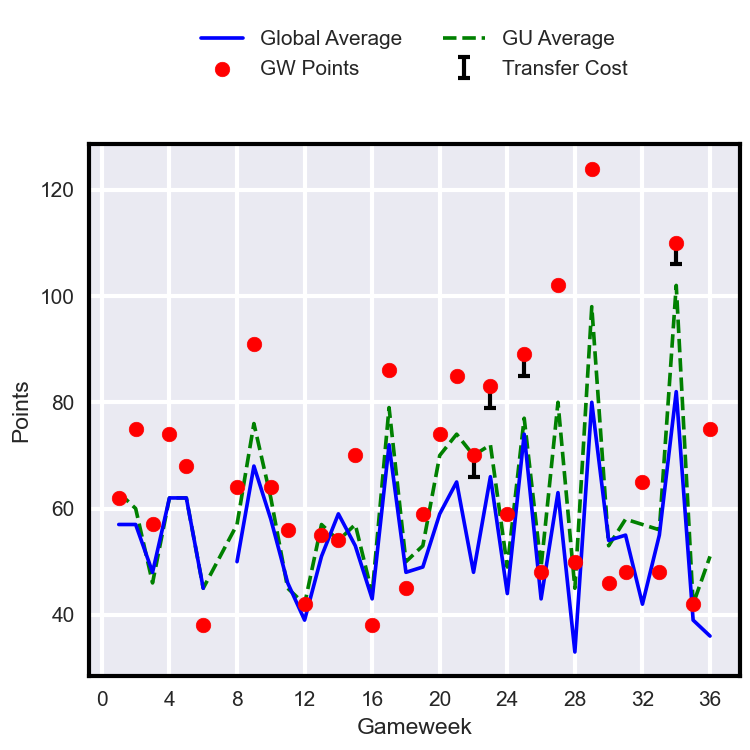 Global Average
GU Average
GW Points
Transfer Cost
120
100
80
60
40
Points
0 4 8 12 16 20 24 28 32 36
Gameweek